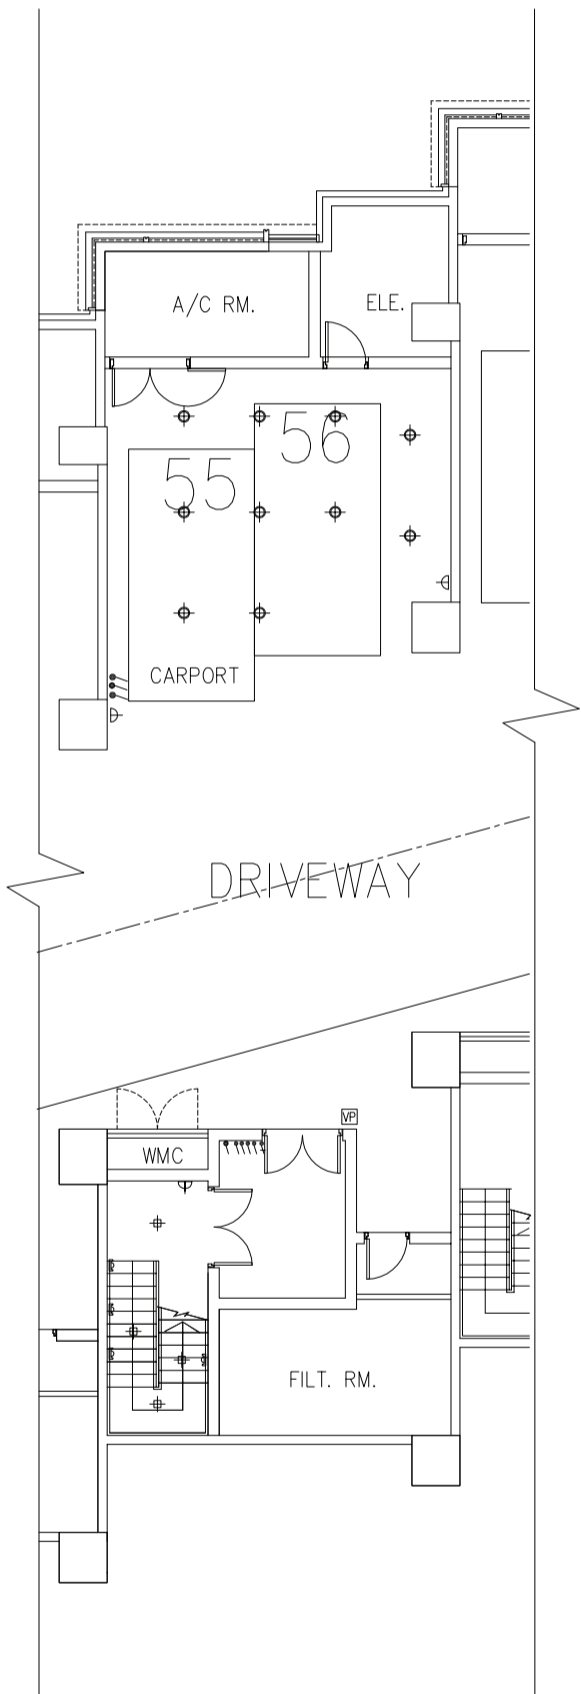 A/C RM.
ELE.
56
55
CARPORT
DRIVEWAY
VP
WMC
FILT. RM.